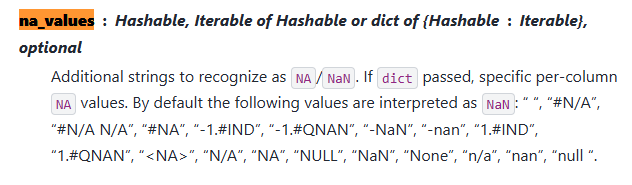 na_values : Hashable, Iterable of Hashable or dict of {Hashable : Iterable},
optional
Additional strings to recognize as NA/NaN. If dict passed, specific per-column
NA values. By default the following values are interpreted as NaN: “ “, “#N/A”,
“#N/A N/A”, “#NA”, “-1.#IND”, “-1.#QNAN”, “-NaN”, “-nan”, “1.#IND”,
“1.#QNAN”, “<NA>”, “N/A”, “NA”, “NULL”, “NaN”, “None”, “n/a”, “nan”, “null “.